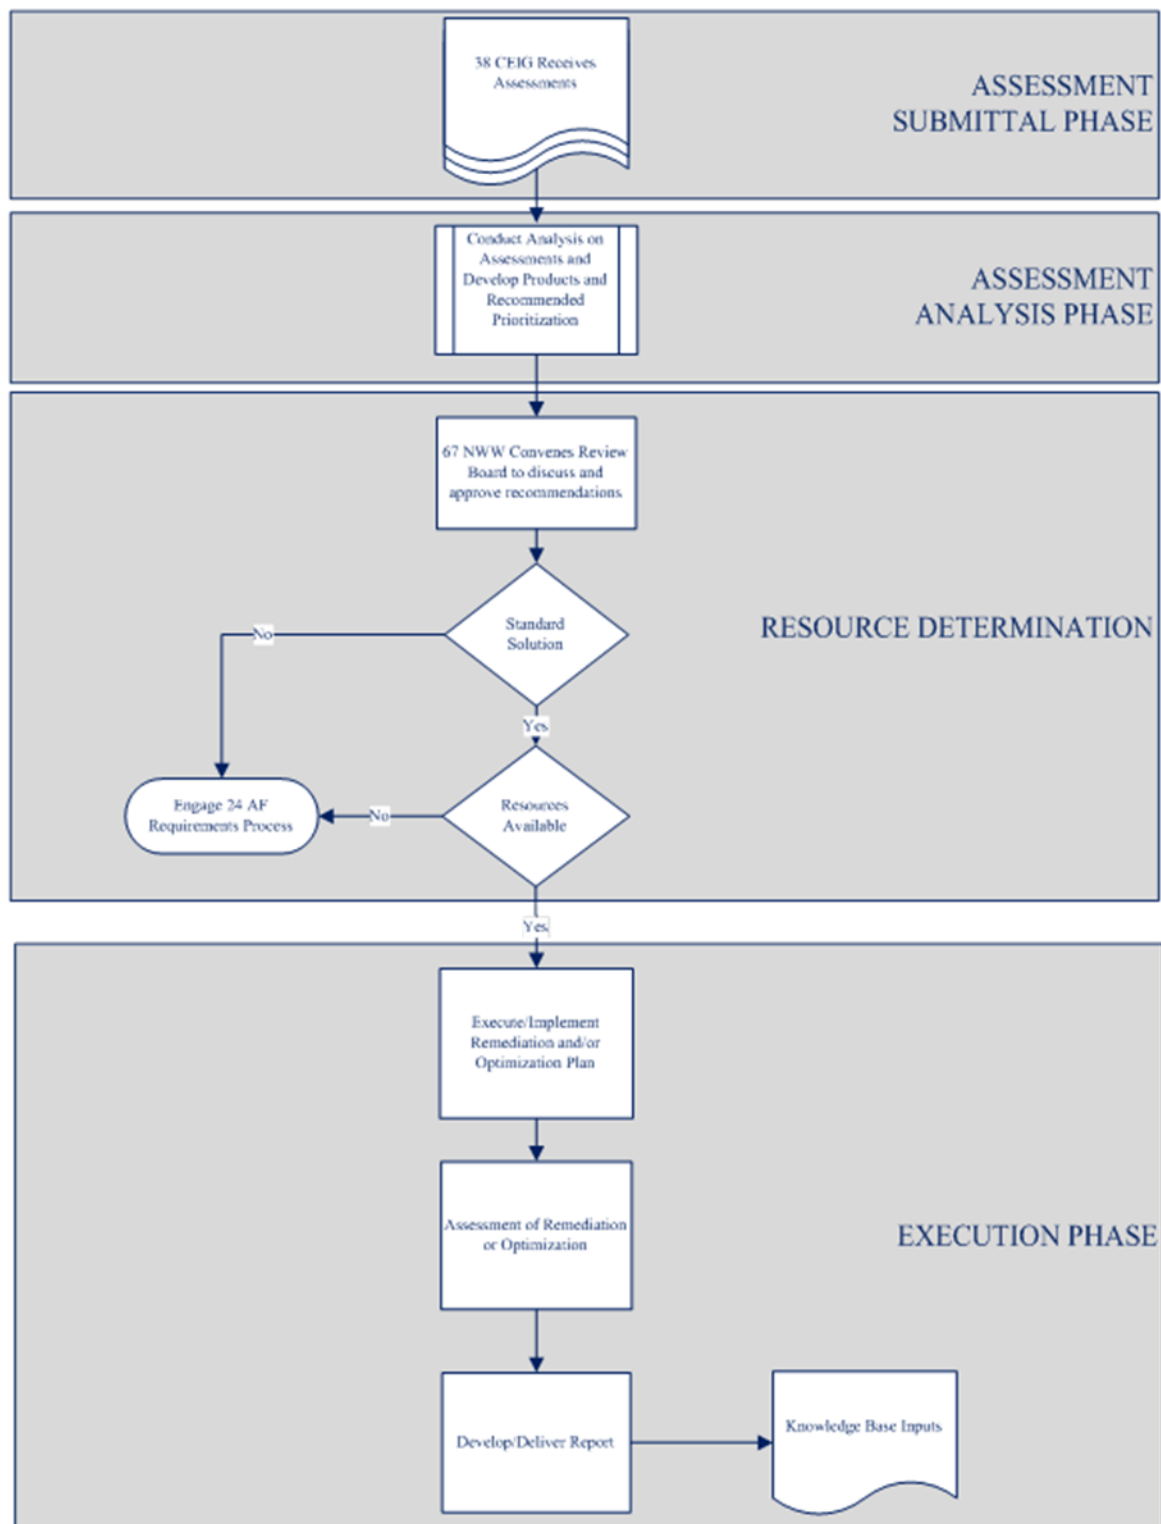 38 CEIG Receives
Assessments
ASSESSMENT
SUBMITTAL PHASE
Conduct Analysis on
Assessments and
Develop Products and
Recommended
Prioritization
ASSESSMENT
ANALYSIS PHASE
67 NWW Convenes Review
Board to discuss and
approve recommendations
Standard
Solution
RESOURCE DETERMINATION
No
Yes
Engage 24 AF
Requirements Process
No
Resources
Available
Yes
Execute/Implement
Remediation and/or
Optimization Plan
Assessment of Remediation
or Optimization
EXECUTION PHASE
Develop/Deliver Report
Knowledge Base Inputs